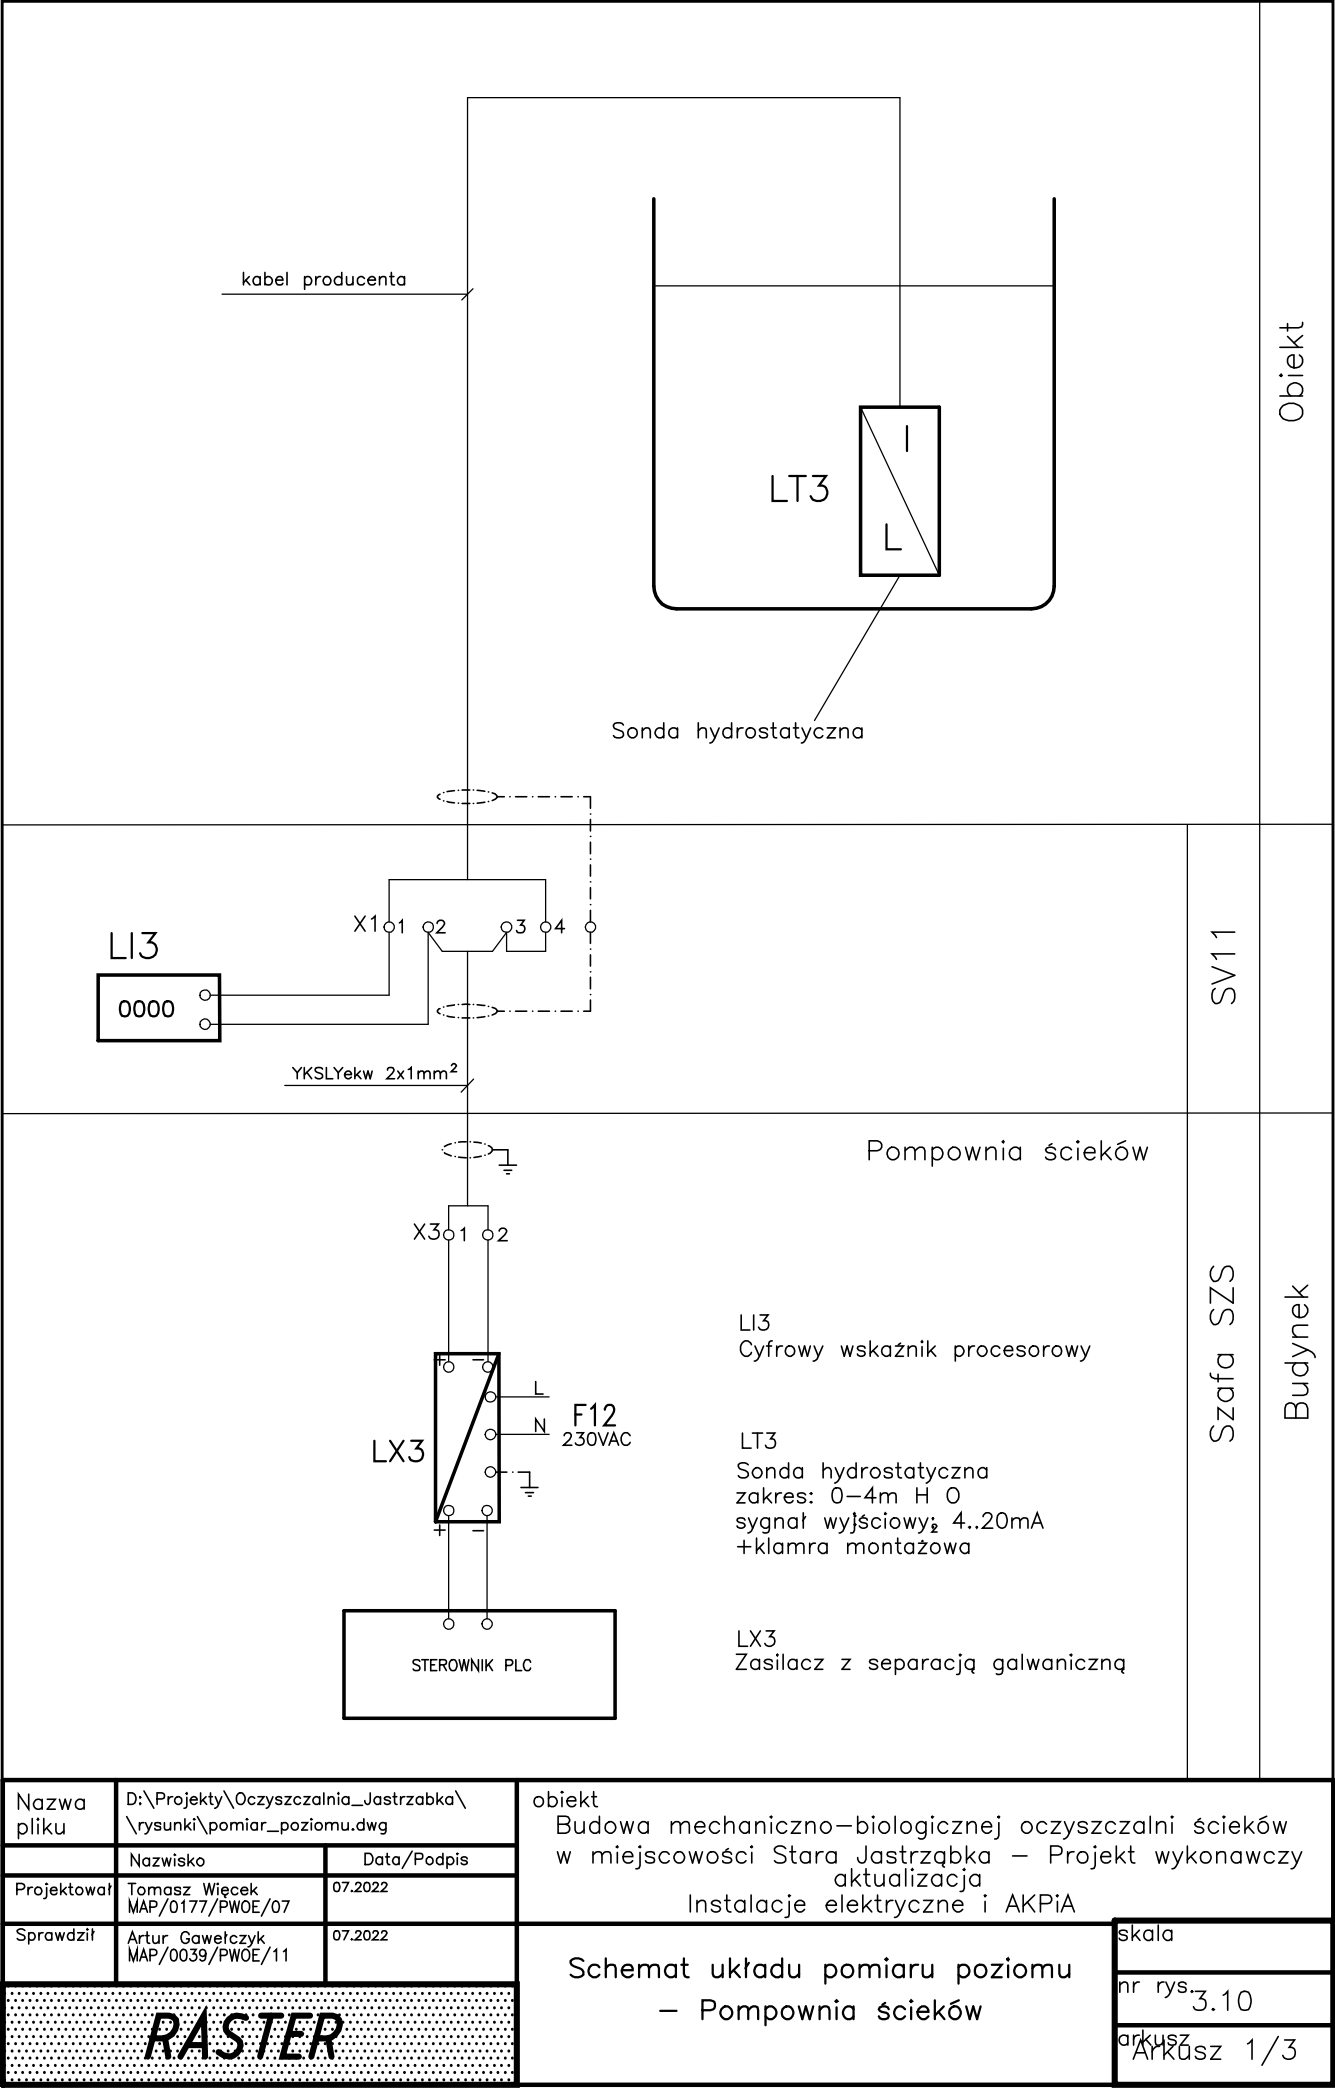 kabel producenta
Obiekt
I
LT3
L
Sonda hydrostatyczna
X1 1 2 3 4
LI3
0000
SV11
YKSLYekw 2x1mm²
Pompownia ścieków
X3 1 2
Szafa SZS
Budynek
LI3
Cyfrowy wskaźnik procesorowy
+ −
L
N
F12
230VAC
LX3
+ −
LT3
Sonda hydrostatyczna
zakres: 0−4m H O
sygnał wyjściowy: 4..20mA
2
+klamra montażowa
STEROWNIK PLC
LX3
Zasilacz z separacją galwaniczną
Nazwa
pliku
D:\Projekty\Oczyszczalnia_Jastrzabka\
\rysunki\pomiar_poziomu.dwg
Nazwisko
Data/Podpis
Projektował
Tomasz Więcek
MAP/0177/PWOE/07
07.2022
Sprawdził
Artur Gawełczyk
MAP/0039/PWOE/11
07.2022
RASTER
obiekt
Budowa mechaniczno−biologicznej oczyszczalni ścieków
w miejscowości Stara Jastrząbka − Projekt wykonawczy
aktualizacja
Instalacje elektryczne i AKPiA
Schemat układu pomiaru poziomu
− Pompownia ścieków
skala
nr rys.
3.10
arkusz
Arkusz 1/3